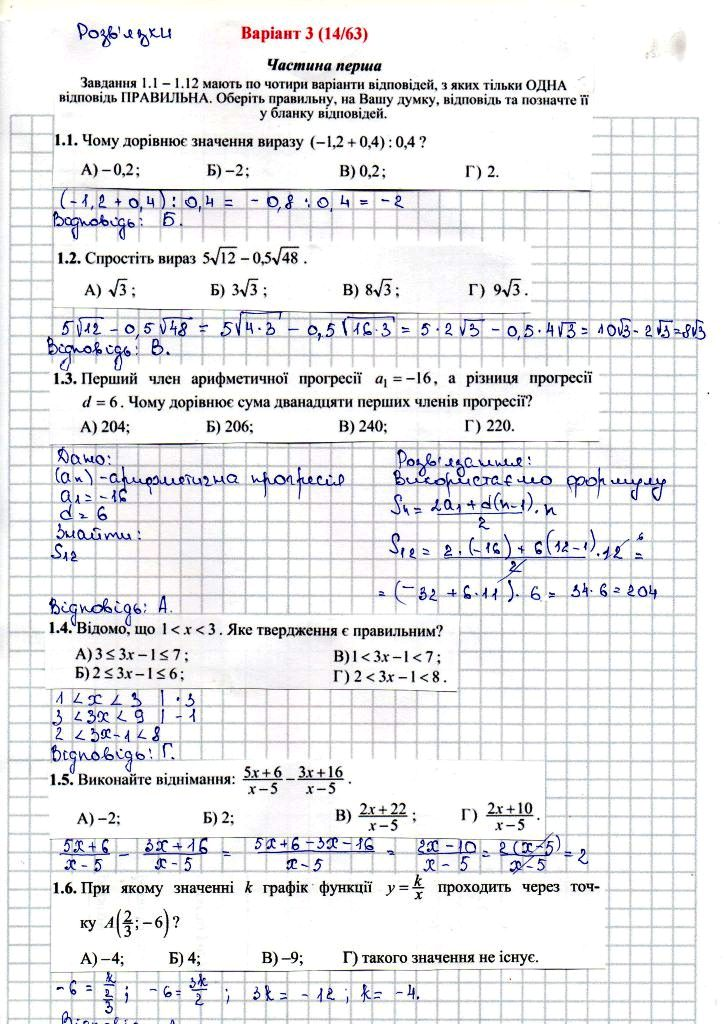 Розв'язки Варіант 3 (14/63)
Частина перша
Завдання 1.1 – 1.12 мають по чотири варіанти відповідей, з яких тільки ОДНА
відповідь ПРАВИЛЬНА. Оберіть правильну, на Вашу думку, відповідь та позначте її
у бланку відповідей.
1.1. Чому дорівнює значення виразу (−1,2 + 0,4) : 0,4 ?
А) – 0,2; Б) –2; В) 0,2; Г) 2.
(-1,2 + 0,4) : 0,4 = - 0,8 : 0,4 = -2
Відповідь: Б.
1.2. Спростіть вираз 5√12 − 0,5√48 .
А) √3 ; Б) 3√3 ; В) 8√3 ; Г) 9√3 .
5√12 - 0,5√48 = 5√4·3 - 0,5√16·3 = 5·2√3 - 0,5·4√3 = 10√3 - 2√3 = 8√3
Відповідь: В.
1.3. Перший член арифметичної прогресії a₁ = −16, а різниця прогресії
d = 6 . Чому дорівнює сума дванадцяти перших членів прогресії?
А) 204; Б) 206; В) 240; Г) 220.
Дано: Розв'язання:
(an) - арифметична прогресія Використаємо формулу
a₁ = -16 Sn = (2a₁ + d(n-1))/2 · n
d = 6
Знайти:
S₁₂ S₁₂ = (2·(-16) + 6(12-1))/2 · 12 6 =
= (-32 + 6·11) · 6 = 34·6 = 204
Відповідь: А.
1.4. Відомо, що 1 < x < 3 . Яке твердження є правильним?
А) 3 ≤ 3x − 1 ≤ 7 ; В) 1 < 3x − 1 < 7 ;
Б) 2 ≤ 3x − 1 ≤ 6 ; Г) 2 < 3x − 1 < 8 .
1 < x < 3 | · 3
3 < 3x < 9 | - 1
2 < 3x-1 < 8
Відповідь: Г.
1.5. Виконайте віднімання: (5x+6)/(x−5) − (3x+16)/(x−5) .
А) –2; Б) 2; В) (2x+22)/(x−5) ; Г) (2x+10)/(x−5) .
(5x+6)/(x-5) - (3x+16)/(x-5) = (5x+6-3x-16)/(x-5) = (2x-10)/(x-5) = 2(x-5)/(x-5) = 2
1.6. При якому значенні k графік функції y = k/x проходить через точ-
ку A(2/3; −6) ?
А) –4; Б) 4; В) –9; Г) такого значення не існує.
-6 = k/(2/3) ; -6 = 3k/2 ; 3k = -12 ; k = -4.